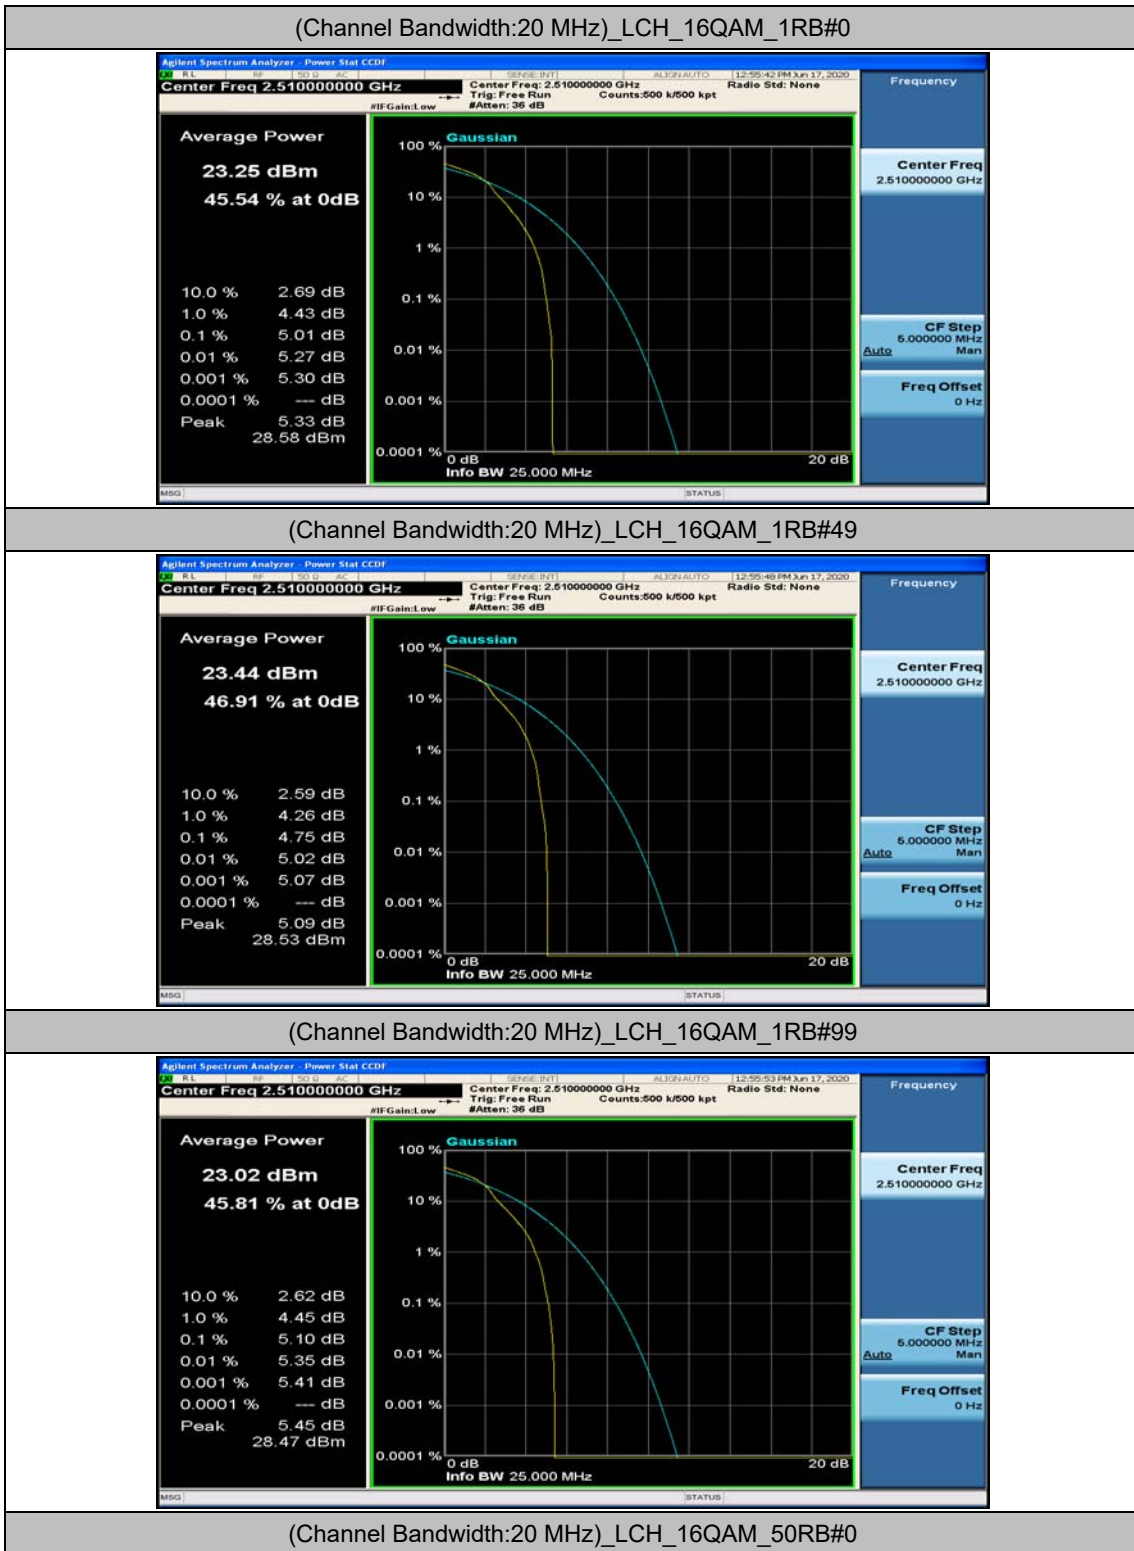 (Channel Bandwidth:20 MHz)_LCH_16QAM_1RB#0
Agilent Spectrum Analyzer - Power Stat CCDF
RL RF 50 Ω AC SENSE:INT ALIGN AUTO 12:55:42 PM Jun 17, 2020
Center Freq 2.510000000 GHz
Center Freq: 2.510000000 GHz Radio Std: None
Trig: Free Run Counts:500 k/500 kpt
#IFGain:Low #Atten: 36 dB
Frequency
Average Power
23.25 dBm
45.54 % at 0dB
10.0 % 2.69 dB
1.0 % 4.43 dB
0.1 % 5.01 dB
0.01 % 5.27 dB
0.001 % 5.30 dB
0.0001 % --- dB
Peak 5.33 dB
28.58 dBm
Gaussian
100 %
10 %
1 %
0.1 %
0.01 %
0.001 %
0.0001 %
0 dB 20 dB
Info BW 25.000 MHz
Center Freq
2.510000000 GHz
CF Step
5.000000 MHz
Auto Man
Freq Offset
0 Hz
MSG STATUS
(Channel Bandwidth:20 MHz)_LCH_16QAM_1RB#49
Agilent Spectrum Analyzer - Power Stat CCDF
RL RF 50 Ω AC SENSE:INT ALIGN AUTO 12:55:48 PM Jun 17, 2020
Center Freq 2.510000000 GHz
Center Freq: 2.510000000 GHz Radio Std: None
Trig: Free Run Counts:500 k/500 kpt
#IFGain:Low #Atten: 36 dB
Frequency
Average Power
23.44 dBm
46.91 % at 0dB
10.0 % 2.59 dB
1.0 % 4.26 dB
0.1 % 4.75 dB
0.01 % 5.02 dB
0.001 % 5.07 dB
0.0001 % --- dB
Peak 5.09 dB
28.53 dBm
Gaussian
100 %
10 %
1 %
0.1 %
0.01 %
0.001 %
0.0001 %
0 dB 20 dB
Info BW 25.000 MHz
Center Freq
2.510000000 GHz
CF Step
5.000000 MHz
Auto Man
Freq Offset
0 Hz
MSG STATUS
(Channel Bandwidth:20 MHz)_LCH_16QAM_1RB#99
Agilent Spectrum Analyzer - Power Stat CCDF
RL RF 50 Ω AC SENSE:INT ALIGN AUTO 12:55:53 PM Jun 17, 2020
Center Freq 2.510000000 GHz
Center Freq: 2.510000000 GHz Radio Std: None
Trig: Free Run Counts:500 k/500 kpt
#IFGain:Low #Atten: 36 dB
Frequency
Average Power
23.02 dBm
45.81 % at 0dB
10.0 % 2.62 dB
1.0 % 4.45 dB
0.1 % 5.10 dB
0.01 % 5.35 dB
0.001 % 5.41 dB
0.0001 % --- dB
Peak 5.45 dB
28.47 dBm
Gaussian
100 %
10 %
1 %
0.1 %
0.01 %
0.001 %
0.0001 %
0 dB 20 dB
Info BW 25.000 MHz
Center Freq
2.510000000 GHz
CF Step
5.000000 MHz
Auto Man
Freq Offset
0 Hz
MSG STATUS
(Channel Bandwidth:20 MHz)_LCH_16QAM_50RB#0